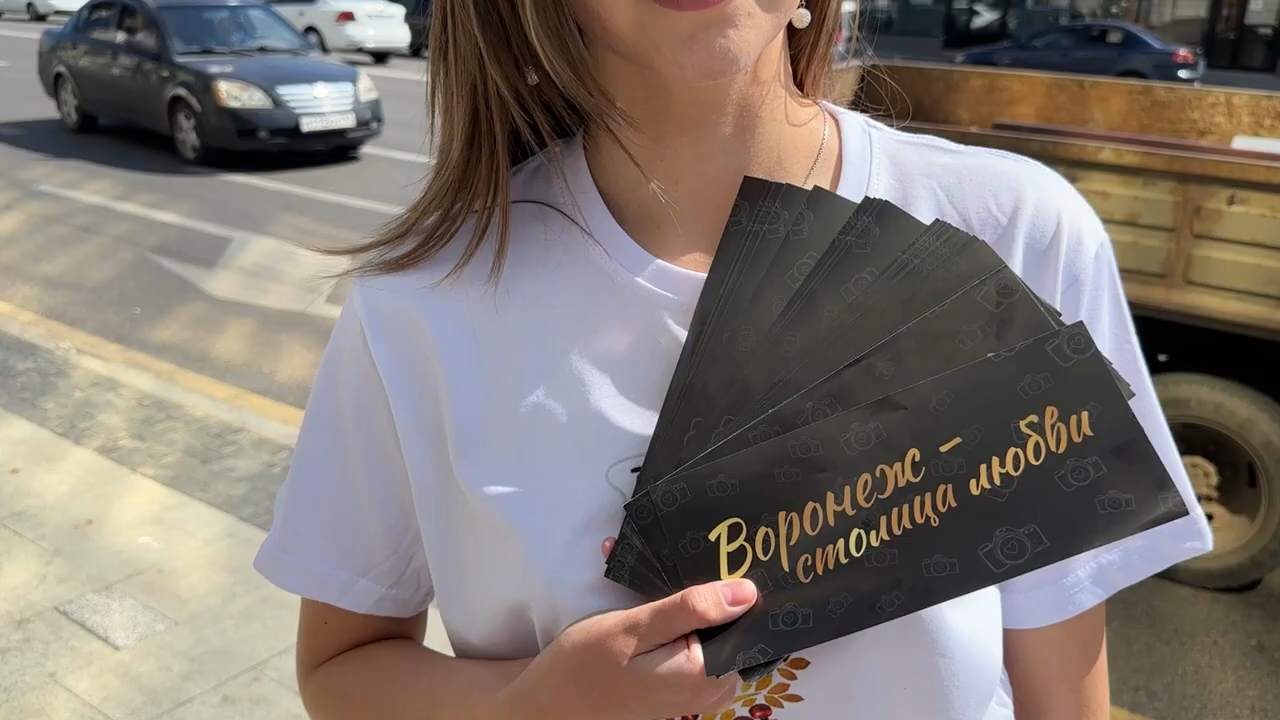 Воронеж -
столица любви